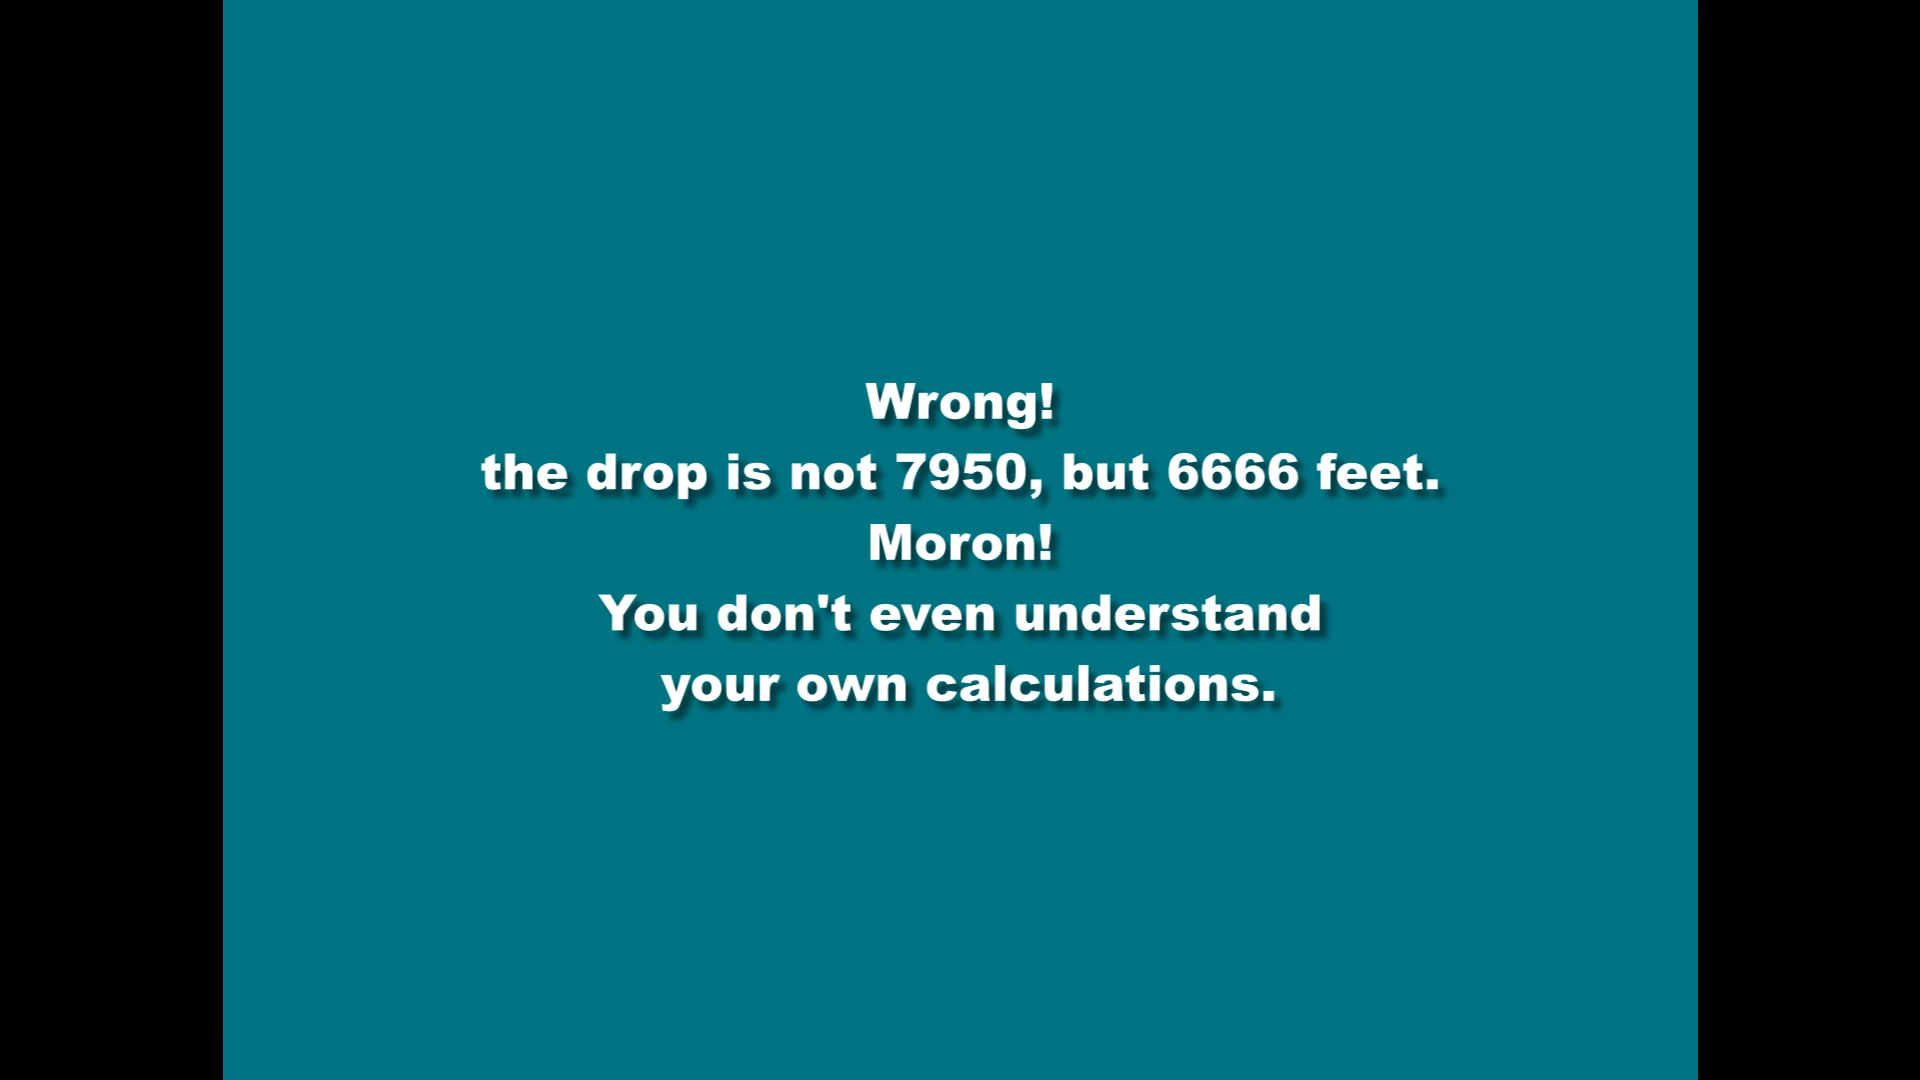 Wrong!
the drop is not 7950, but 6666 feet.
Moron!
You don't even understand
your own calculations.